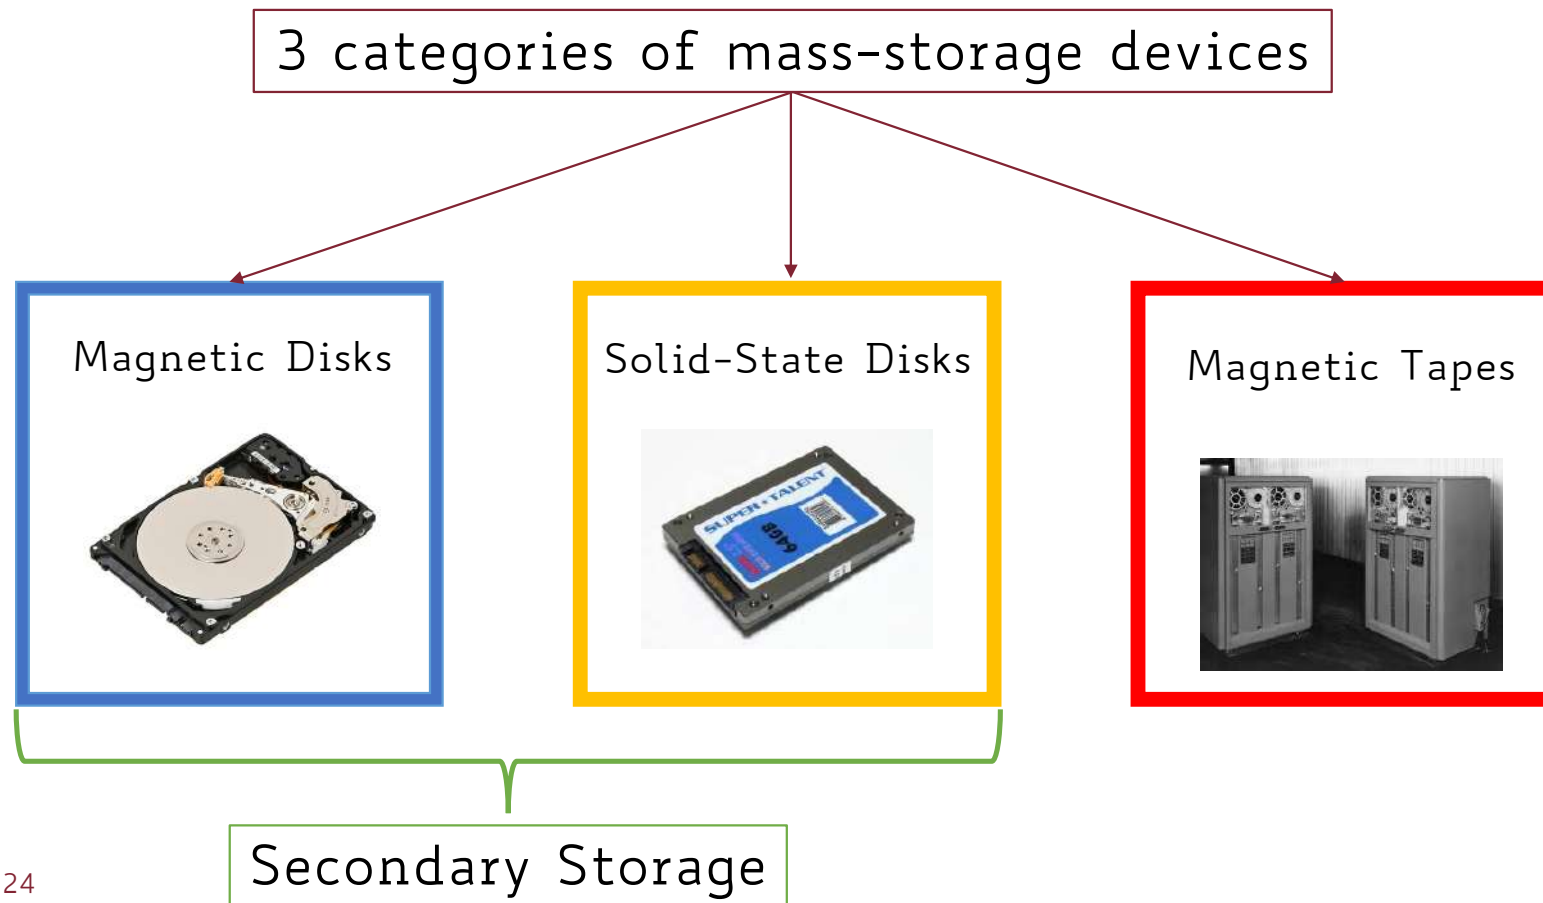 3 categories of mass-storage devices
Magnetic Disks
Solid-State Disks
Magnetic Tapes
SUPER TALENT
64GB
Secondary Storage
24